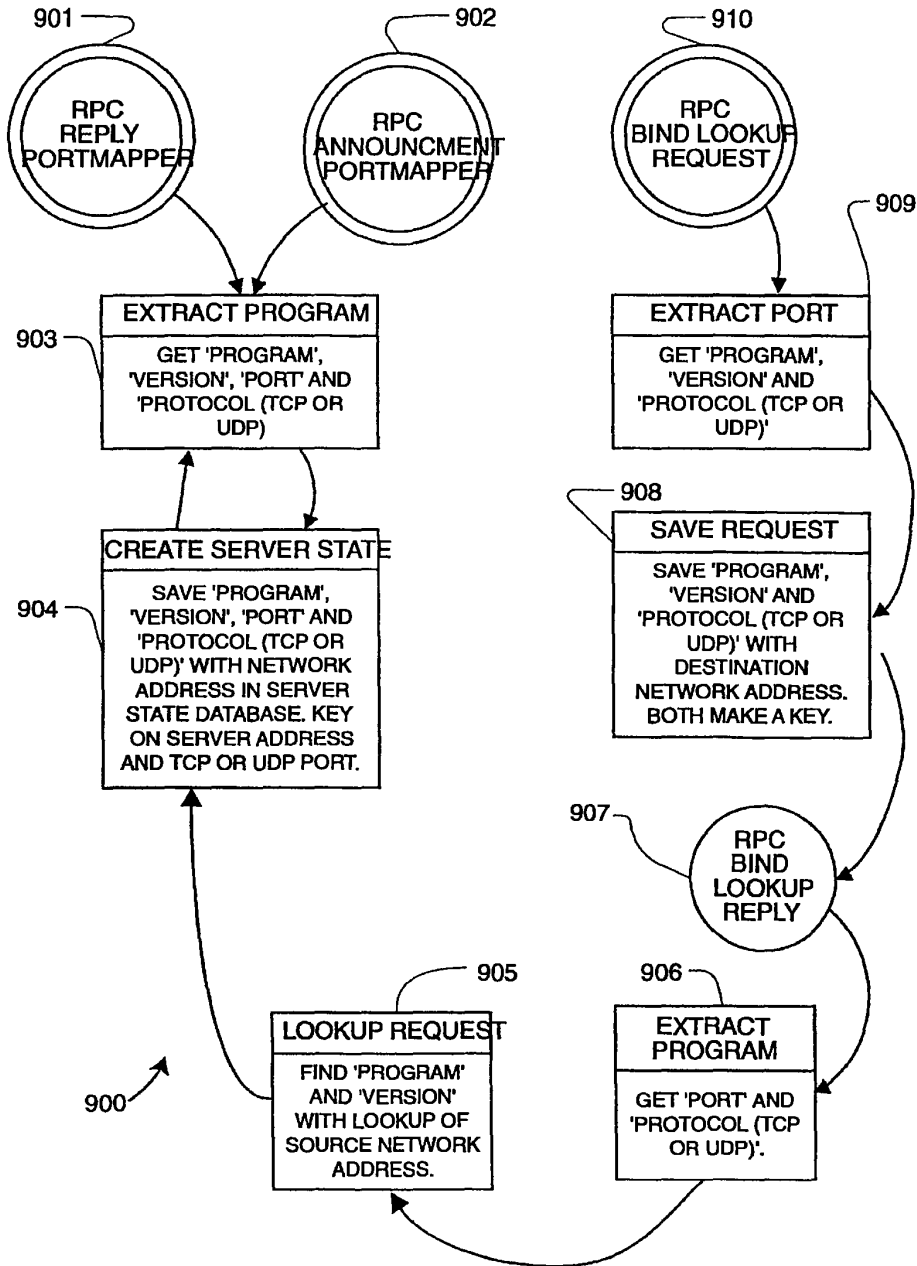 901
902
910
RPC
REPLY
PORTMAPPER
RPC
ANNOUNCMENT
PORTMAPPER
RPC
BIND LOOKUP
REQUEST
909
EXTRACT PROGRAM
903
GET 'PROGRAM',
'VERSION', 'PORT' AND
'PROTOCOL (TCP OR
UDP)
EXTRACT PORT
GET 'PROGRAM',
'VERSION' AND
'PROTOCOL (TCP OR
UDP)'
908
CREATE SERVER STATE
904
SAVE 'PROGRAM',
'VERSION', 'PORT' AND
'PROTOCOL (TCP OR
UDP)' WITH NETWORK
ADDRESS IN SERVER
STATE DATABASE. KEY
ON SERVER ADDRESS
AND TCP OR UDP PORT.
SAVE REQUEST
SAVE 'PROGRAM',
'VERSION' AND
'PROTOCOL (TCP OR
UDP)' WITH
DESTINATION
NETWORK ADDRESS.
BOTH MAKE A KEY.
907
RPC
BIND
LOOKUP
REPLY
905
906
LOOKUP REQUEST
FIND 'PROGRAM'
AND 'VERSION'
WITH LOOKUP OF
SOURCE NETWORK
ADDRESS.
EXTRACT
PROGRAM
GET 'PORT' AND
'PROTOCOL (TCP
OR UDP)'.
900